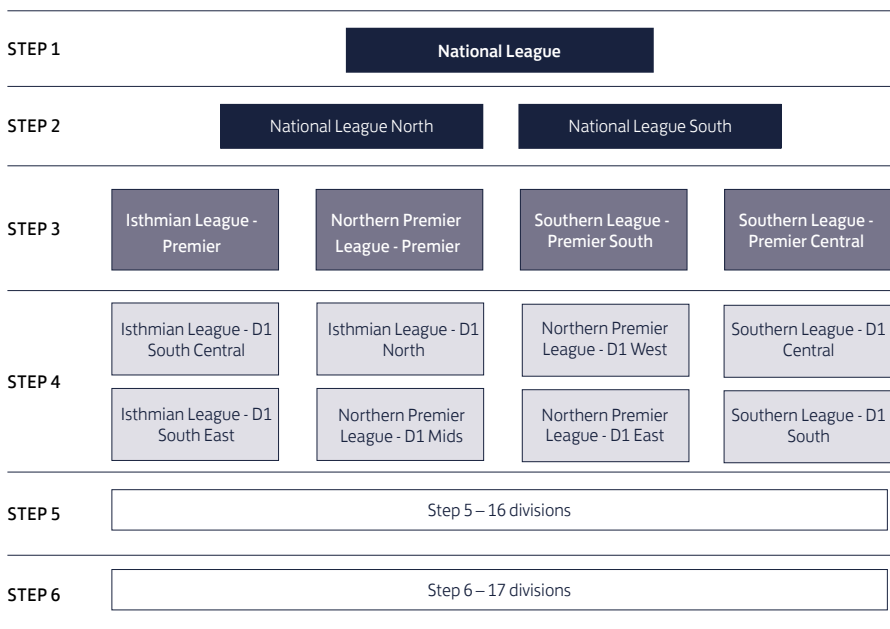 STEP 1
National League
STEP 2
National League North
National League South
STEP 3
Isthmian League -
Premier
Northern Premier
League - Premier
Southern League -
Premier South
Southern League -
Premier Central
STEP 4
Isthmian League - D1
South Central
Isthmian League - D1
North
Northern Premier
League - D1 West
Southern League - D1
Central
Isthmian League - D1
South East
Northern Premier
League - D1 Mids
Northern Premier
League - D1 East
Southern League - D1
South
STEP 5
Step 5 – 16 divisions
STEP 6
Step 6 – 17 divisions